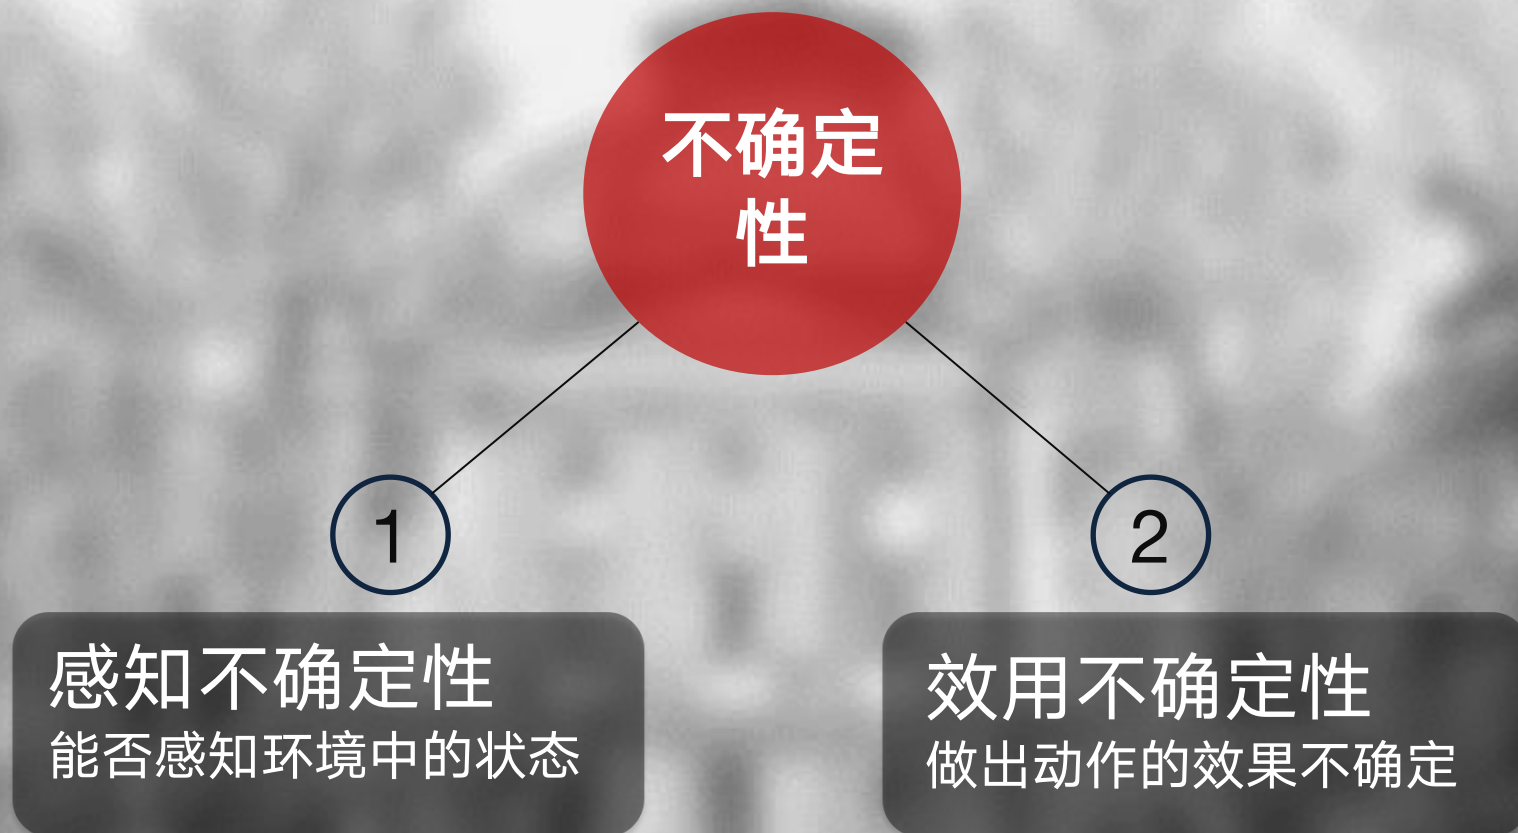 不确定
性
1
2
感知不确定性
能否感知环境中的状态
效用不确定性
做出动作的效果不确定